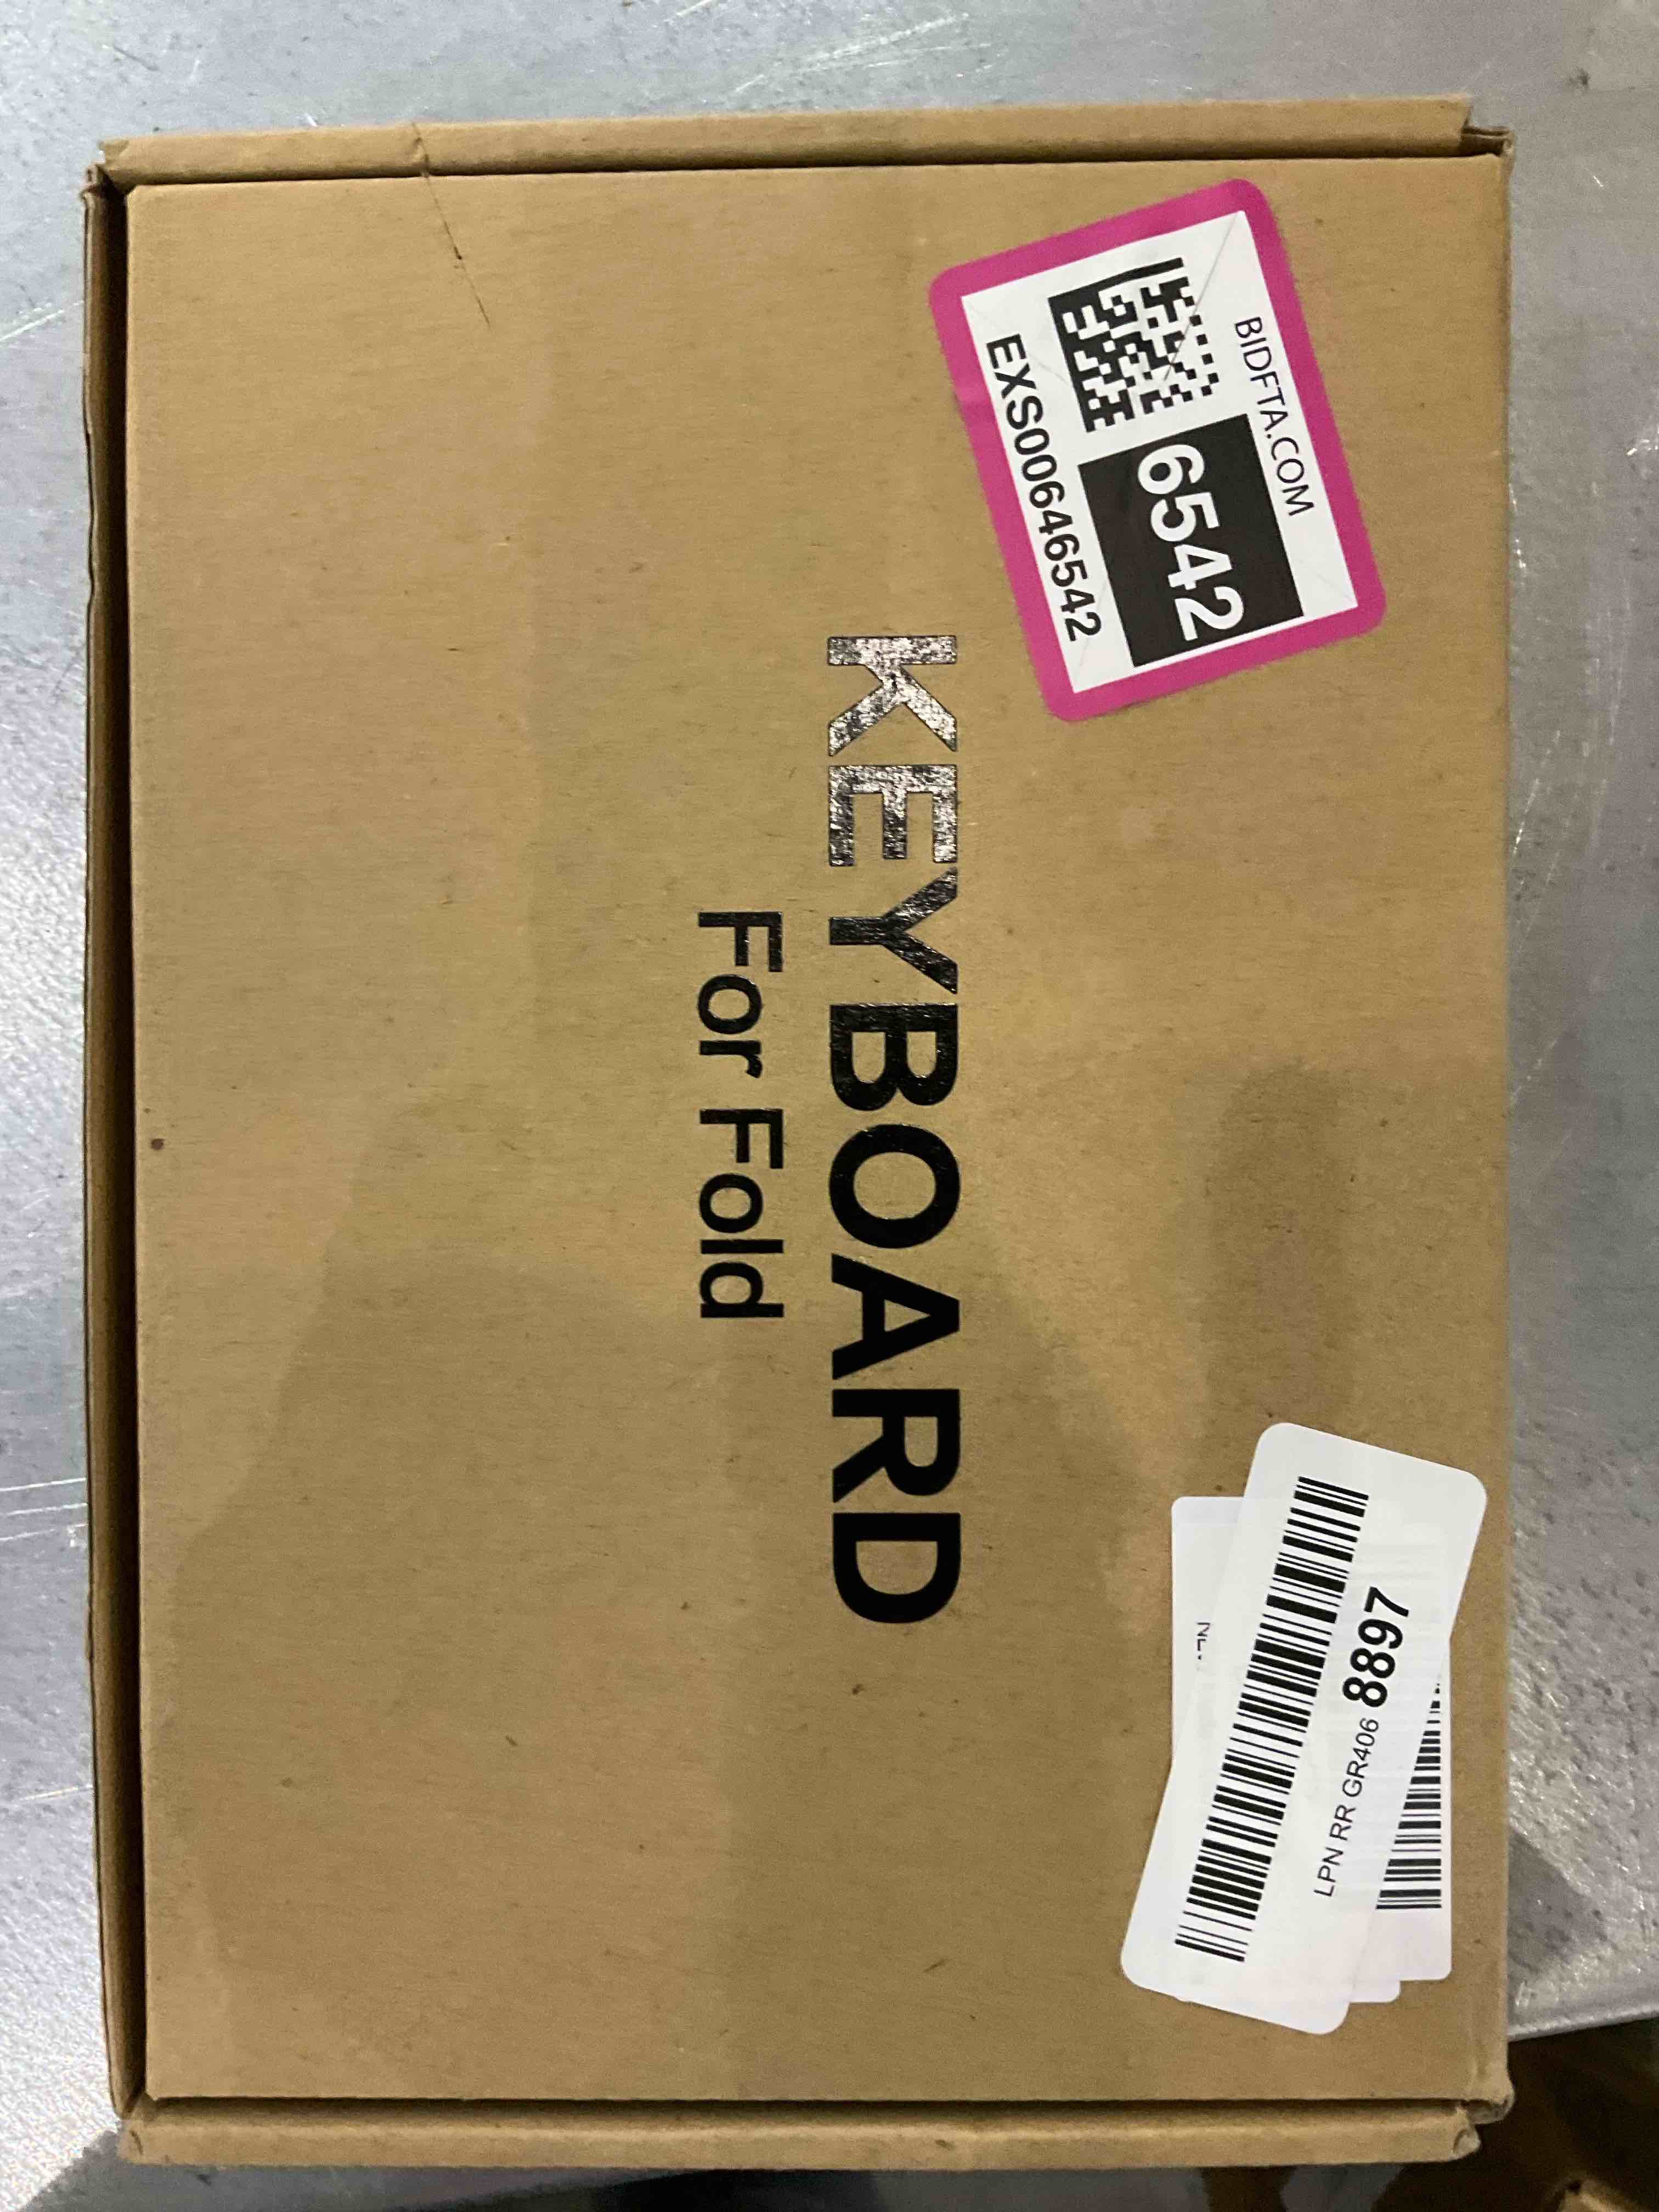 BIDFTA.COM
6542
EXS00646542
KEYBOARD
For Fold
LPN RR GR406 8897